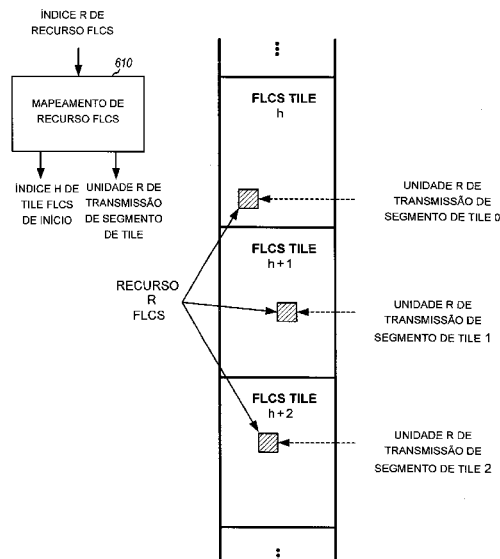 ÍNDICE R DE
RECURSO FLCS
610
MAPEAMENTO DE
RECURSO FLCS
ÍNDICE H DE
TILE FLCS
DE INÍCIO
UNIDADE R DE
TRANSMISSÃO
DE SEGMENTO
DE TILE
FLCS TILE
h
UNIDADE R DE
TRANSMISSÃO DE
SEGMENTO DE TILE 0
FLCS TILE
h+1
RECURSO
R
FLCS
UNIDADE R DE
TRANSMISSÃO DE
SEGMENTO DE TILE 1
FLCS TILE
h+2
UNIDADE R DE
TRANSMISSÃO DE
SEGMENTO DE TILE 2